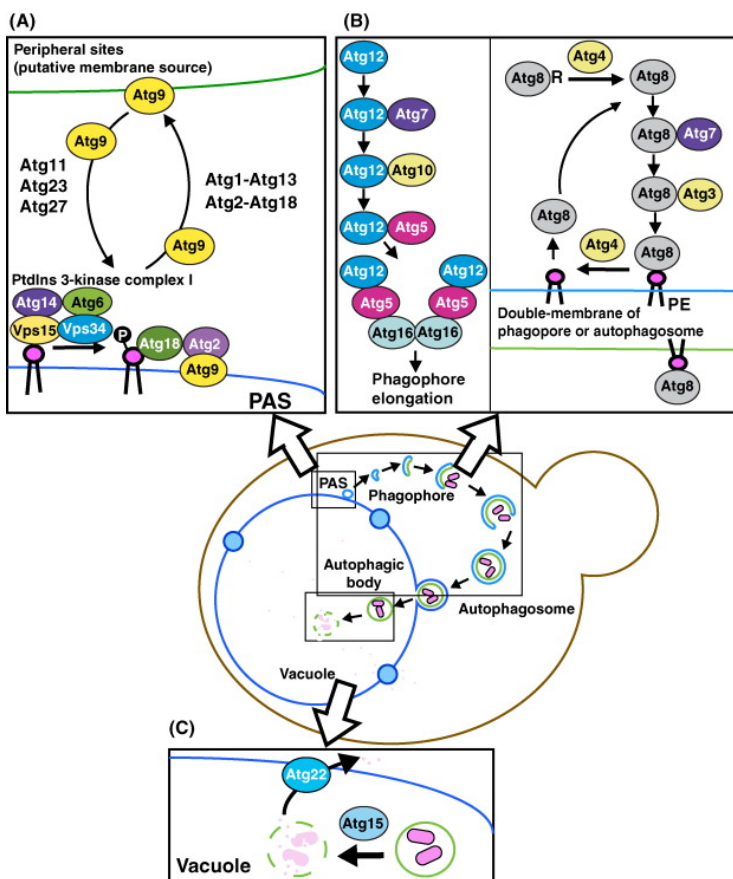 (A)
Peripheral sites
(putative membrane source)
Atg9
Atg9
Atg11
Atg23
Atg27
Atg1-Atg13
Atg2-Atg18
Atg9
PtdIns 3-kinase complex I
Atg14
Atg6
Vps15
Vps34
P
Atg18
Atg2
Atg9
PAS
(B)
Atg12
Atg12
Atg7
Atg12
Atg10
Atg12
Atg5
Atg12
Atg12
Atg5
Atg5
Atg16
Atg16
Phagophore
elongation
Atg8
R
Atg4
Atg8
Atg8
Atg7
Atg8
Atg3
Atg8
Atg4
Atg8
PE
Double-membrane of
phagopore or autophagosome
Atg8
PAS
Phagophore
Autophagic
body
Autophagosome
Vacuole
(C)
Atg22
Atg15
Vacuole